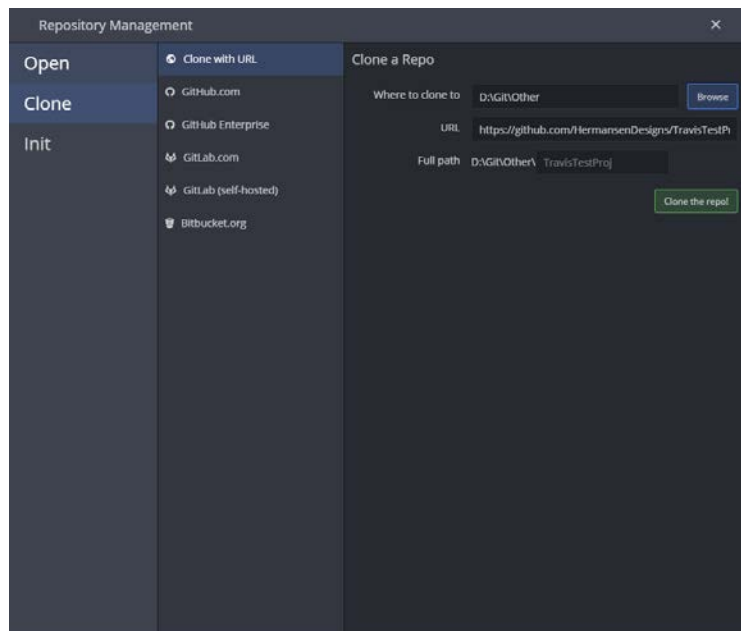 Repository Management
Open
Clone
Init
Clone with URL
GitHub.com
GitHub Enterprise
GitLab.com
GitLab (self-hosted)
Bitbucket.org
Clone a Repo
Where to clone to D:\Git\Other Browse
URL https://github.com/HermansenDesigns/TravisTestPr
Full path D:\Git\Other\ TravisTestProj
Clone the repo!